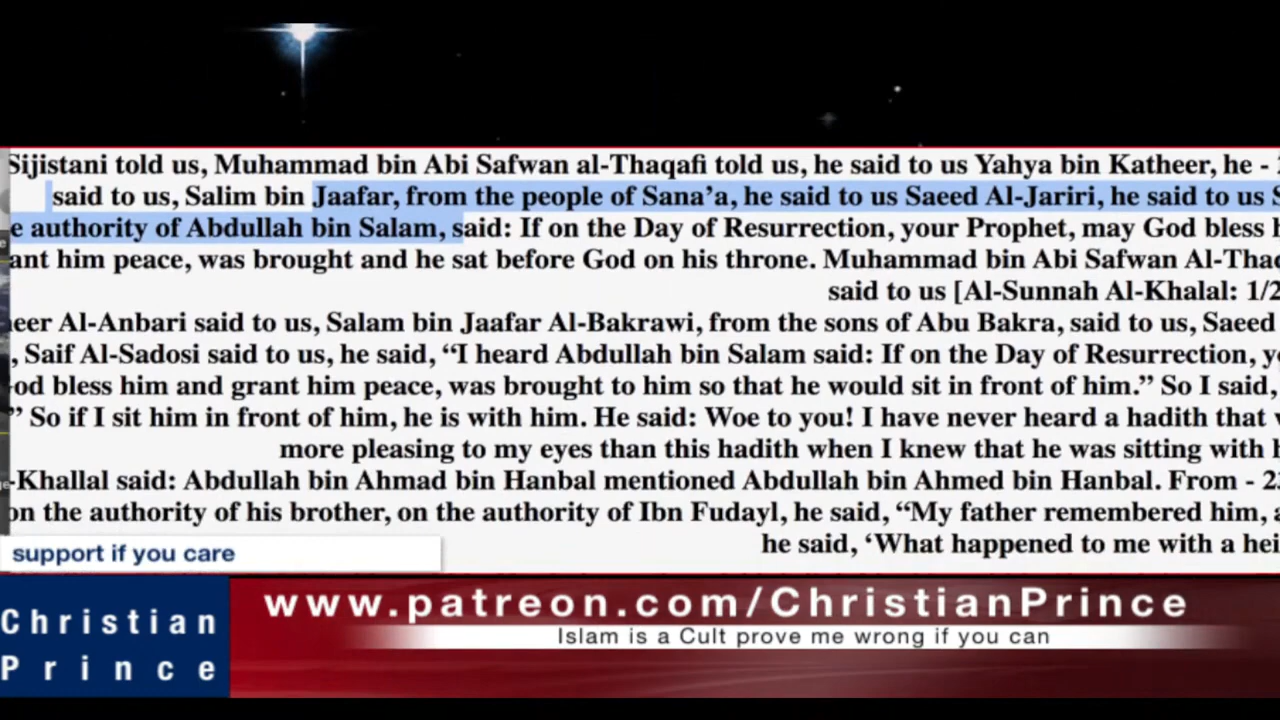 Sijistani told us, Muhammad bin Abi Safwan al-Thaqafi told us, he said to us Yahya bin Katheer, he -
said to us, Salim bin Jaafar, from the people of Sana’a, he said to us Saeed Al-Jariri, he said to us S
e authority of Abdullah bin Salam, said: If on the Day of Resurrection, your Prophet, may God bless h
ant him peace, was brought and he sat before God on his throne. Muhammad bin Abi Safwan Al-Thaq
said to us [Al-Sunnah Al-Khalal: 1/2
eer Al-Anbari said to us, Salam bin Jaafar Al-Bakrawi, from the sons of Abu Bakra, said to us, Saeed
, Saif Al-Sadosi said to us, he said, “I heard Abdullah bin Salam said: If on the Day of Resurrection, yo
od bless him and grant him peace, was brought to him so that he would sit in front of him.” So I said,
” So if I sit him in front of him, he is with him. He said: Woe to you! I have never heard a hadith that w
more pleasing to my eyes than this hadith when I knew that he was sitting with h
-Khallal said: Abdullah bin Ahmad bin Hanbal mentioned Abdullah bin Ahmed bin Hanbal. From - 23
on the authority of his brother, on the authority of Ibn Fudayl, he said, “My father remembered him, a
he said, ‘What happened to me with a hei
support if you care
Christian
Prince
www.patreon.com/ChristianPrince
Islam is a Cult prove me wrong if you can